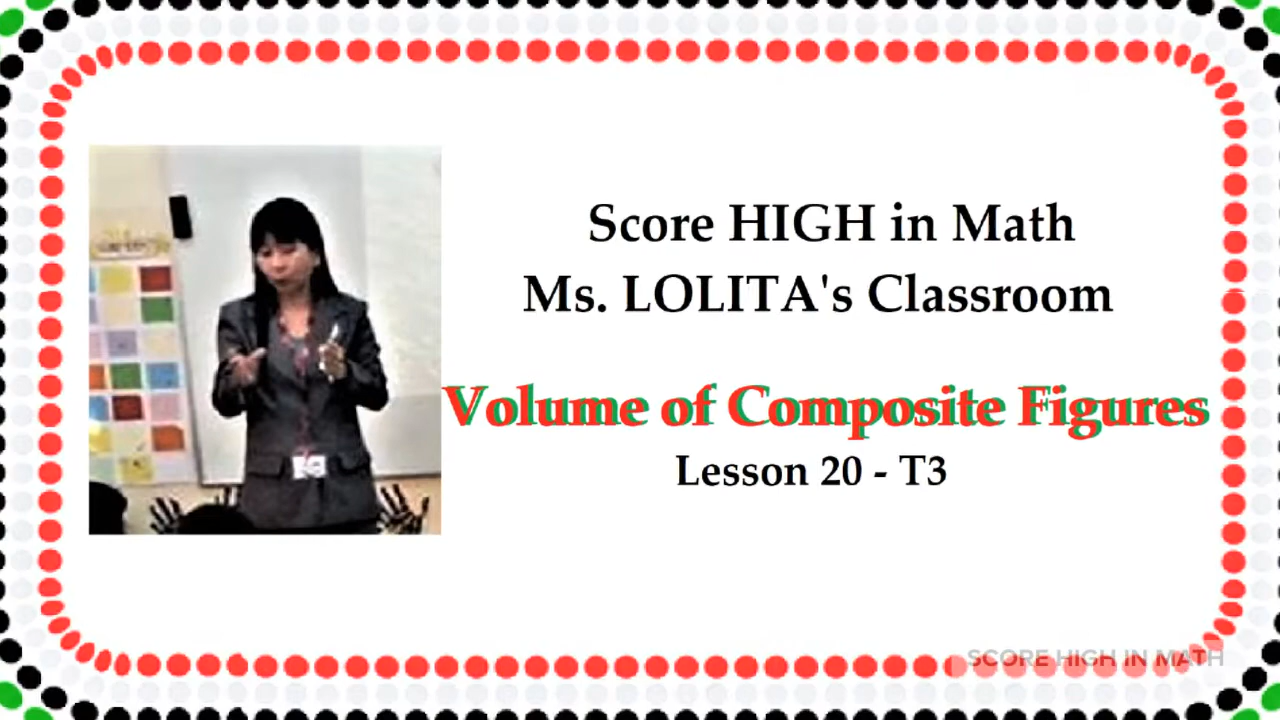 Score HIGH in Math
Ms. LOLITA's Classroom
Volume of Composite Figures
Lesson 20 - T3
SCORE HIGH IN MATH